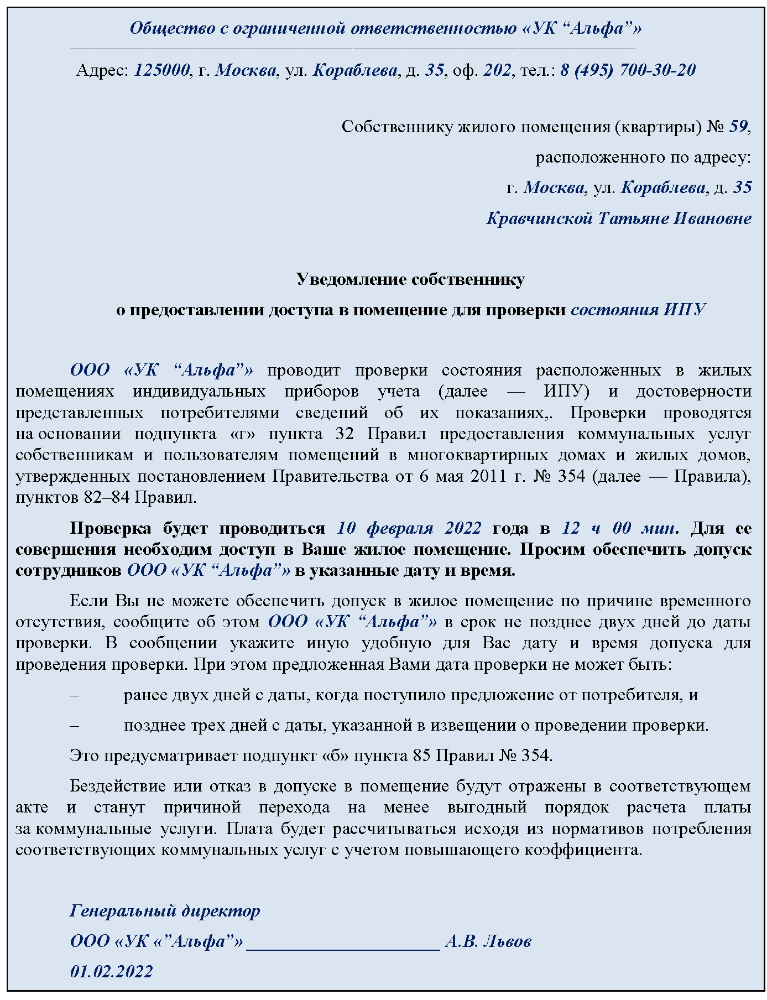 Общество с ограниченной ответственностью «УК “Альфа”»
Адрес: 125000, г. Москва, ул. Кораблева, д. 35, оф. 202, тел.: 8 (495) 700-30-20
Собственнику жилого помещения (квартиры) № 59,
расположенного по адресу:
г. Москва, ул. Кораблева, д. 35
Кравчинской Татьяне Ивановне
Уведомление собственнику
о предоставлении доступа в помещение для проверки состояния ИПУ
ООО «УК “Альфа”» проводит проверки состояния расположенных в жилых
помещениях индивидуальных приборов учета (далее — ИПУ) и достоверности
представленных потребителями сведений об их показаниях,. Проверки проводятся
на основании подпункта «г» пункта 32 Правил предоставления коммунальных услуг
собственникам и пользователям помещений в многоквартирных домах и жилых домов,
утвержденных постановлением Правительства от 6 мая 2011 г. № 354 (далее — Правила),
пунктов 82–84 Правил.
Проверка будет проводиться 10 февраля 2022 года в 12 ч 00 мин. Для ее
совершения необходим доступ в Ваше жилое помещение. Просим обеспечить допуск
сотрудников ООО «УК “Альфа”» в указанные дату и время.
Если Вы не можете обеспечить допуск в жилое помещение по причине временного
отсутствия, сообщите об этом ООО «УК “Альфа”» в срок не позднее двух дней до даты
проверки. В сообщении укажите иную удобную для Вас дату и время допуска для
проведения проверки. При этом предложенная Вами дата проверки не может быть:
– ранее двух дней с даты, когда поступило предложение от потребителя, и
– позднее трех дней с даты, указанной в извещении о проведении проверки.
Это предусматривает подпункт «б» пункта 85 Правил № 354.
Бездействие или отказ в допуске в помещение будут отражены в соответствующем
акте и станут причиной перехода на менее выгодный порядок расчета платы
за коммунальные услуги. Плата будет рассчитываться исходя из нормативов потребления
соответствующих коммунальных услуг с учетом повышающего коэффициента.
Генеральный директор
ООО «УК «”Альфа”» ____________________ А.В. Львов
01.02.2022